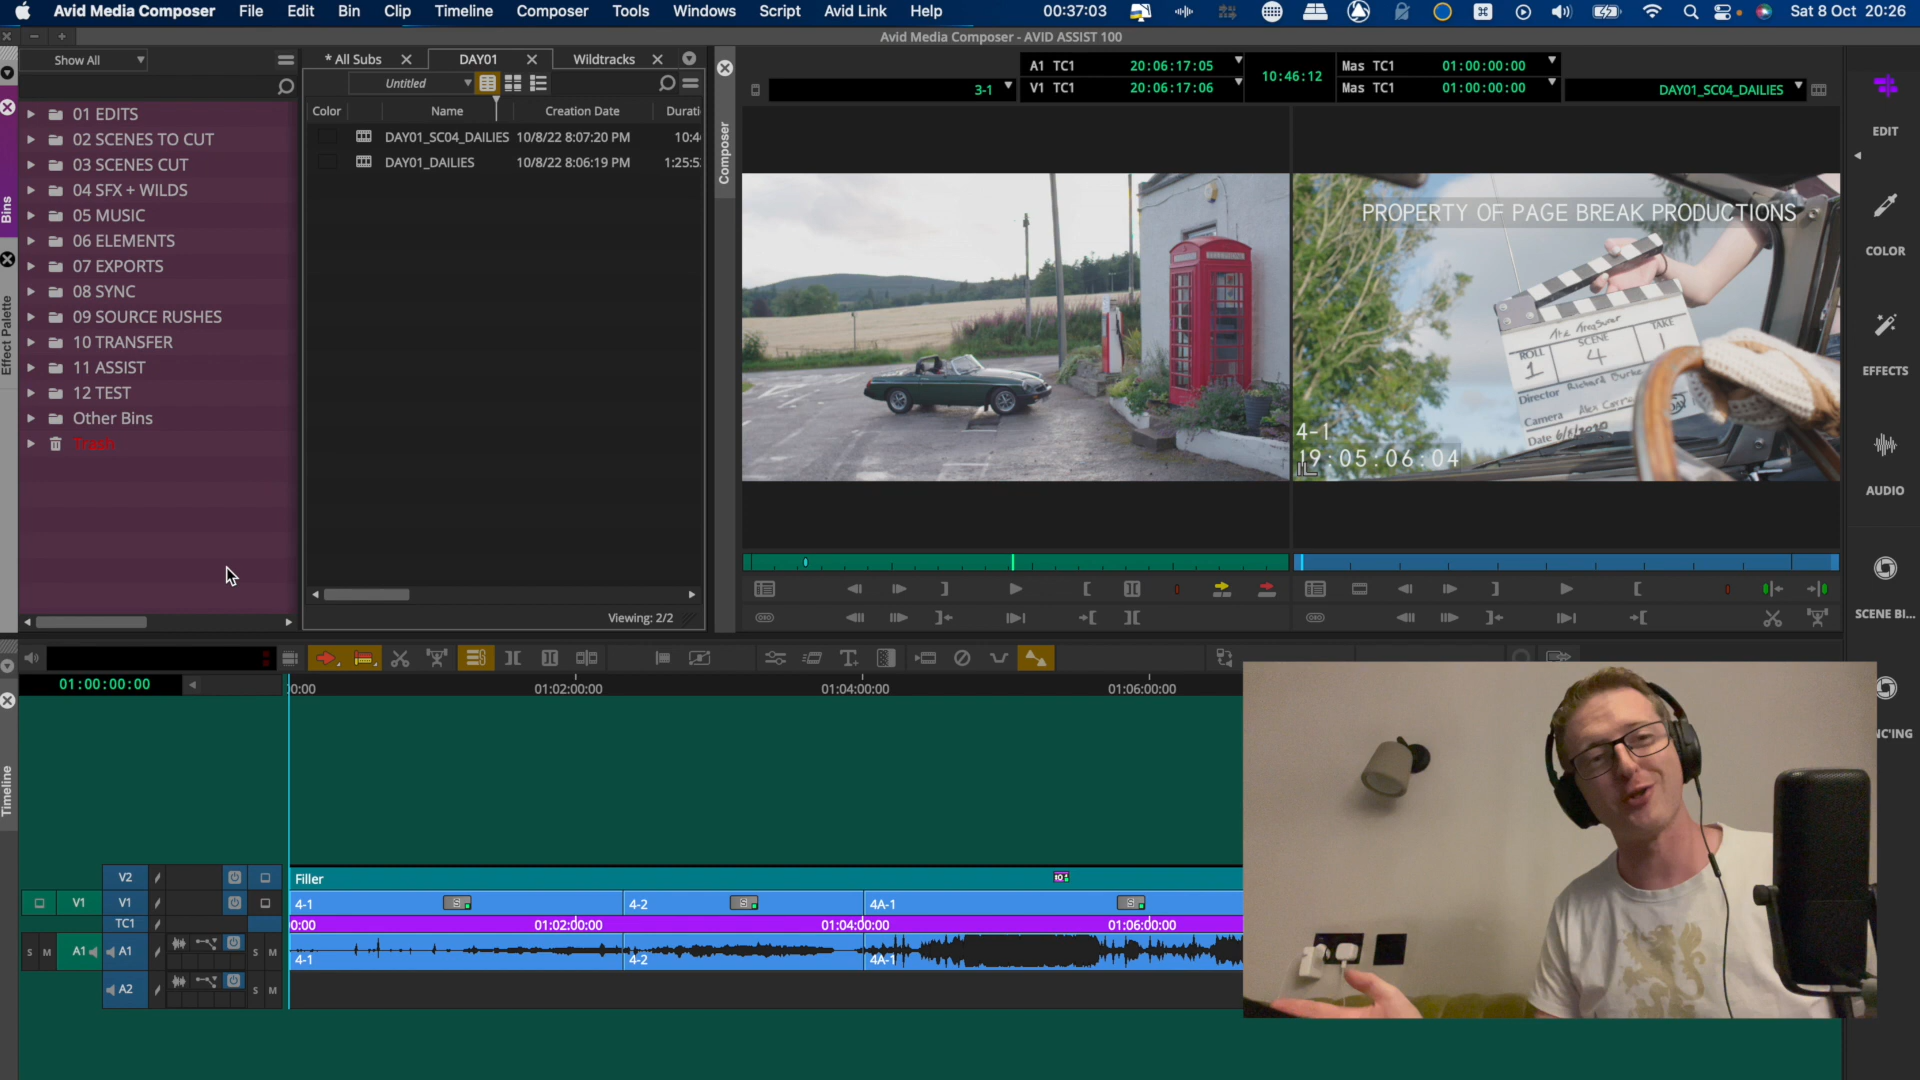 Avid Media Composer File Edit Bin Clip Timeline Composer Tools Windows Script Avid Link Help 00:37:03 Sat 8 Oct 20:26
Avid Media Composer - AVID ASSIST 100
Show All
01 EDITS
02 SCENES TO CUT
03 SCENES CUT
04 SFX + WILDS
05 MUSIC
06 ELEMENTS
07 EXPORTS
08 SYNC
09 SOURCE RUSHES
10 TRANSFER
11 ASSIST
12 TEST
Other Bins
Trash
Bins
Effect Palette
* All Subs DAY01 Wildtracks
Untitled
Color Name Creation Date Durati
DAY01_SC04_DAILIES 10/8/22 8:07:20 PM 10:4
DAY01_DAILIES 10/8/22 8:06:19 PM 1:25:5
Viewing: 2/2
Composer
3-1
A1 TC1 20:06:17:05
V1 TC1 20:06:17:06
10:46:12
Mas TC1 01:00:00:00
Mas TC1 01:00:00:00
DAY01_SC04_DAILIES
PROPERTY OF PAGE BREAK PRODUCTIONS
ROLL SCENE TAKE
1 4 1
Director Richard Burke
Camera
Date
DAY
4-1
19:05:06:04
EDIT
COLOR
EFFECTS
AUDIO
SCENE BI...
NC'ING
Timeline
01:00:00:00
0:00 01:02:00:00 01:04:00:00 01:06:00:00
V2 Filler
V1 V1 4-1 4-2 4A-1
TC1 0:00 01:02:00:00 01:04:00:00 01:06:00:00
S M A1 A1 S M 4-1 4-2 4A-1
A2 S M